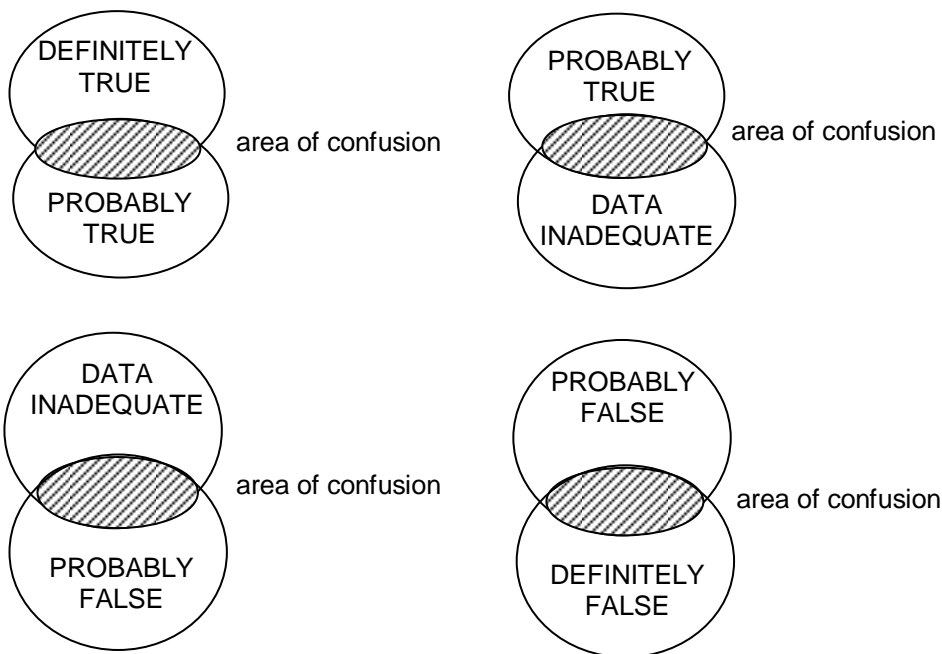 DEFINITELY
TRUE
area of confusion
PROBABLY
TRUE
PROBABLY
TRUE
area of confusion
DATA
INADEQUATE
DATA
INADEQUATE
area of confusion
PROBABLY
FALSE
PROBABLY
FALSE
area of confusion
DEFINITELY
FALSE